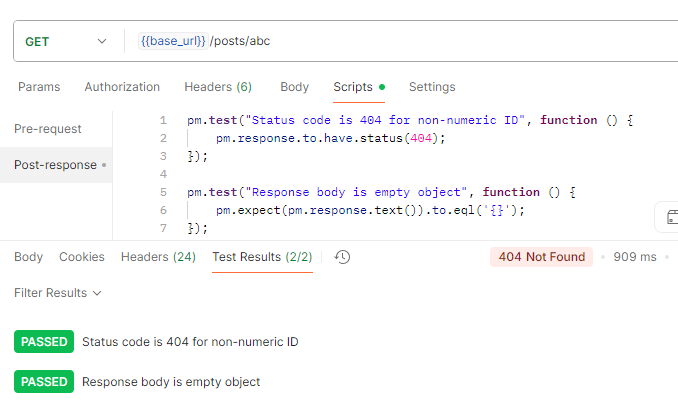 GET {{base_url}}/posts/abc
Params Authorization Headers (6) Body Scripts Settings
Pre-request
Post-response
1 pm.test("Status code is 404 for non-numeric ID", function () {
2 pm.response.to.have.status(404);
3 });
4
5 pm.test("Response body is empty object", function () {
6 pm.expect(pm.response.text()).to.eql('{}');
7 });
Body Cookies Headers (24) Test Results (2/2) 404 Not Found 909 ms
Filter Results
PASSED Status code is 404 for non-numeric ID
PASSED Response body is empty object